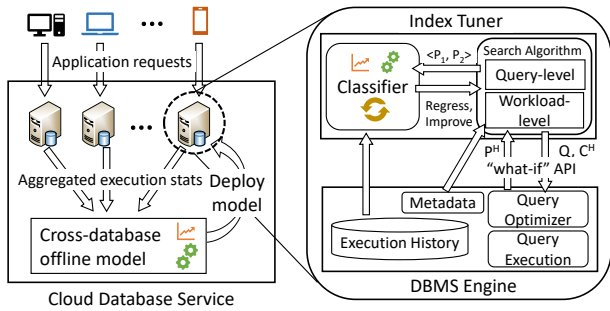 Application requests
...
...
Aggregated execution stats
Deploy
model
Cross-database
offline model
Cloud Database Service
Index Tuner
Classifier
<P₁, P₂>
Regress,
Improve
Search Algorithm
Query-level
Workload-
level
Pᴴ
Q, Cᴴ
"what-if" API
Metadata
Execution History
Query
Optimizer
Query
Execution
DBMS Engine